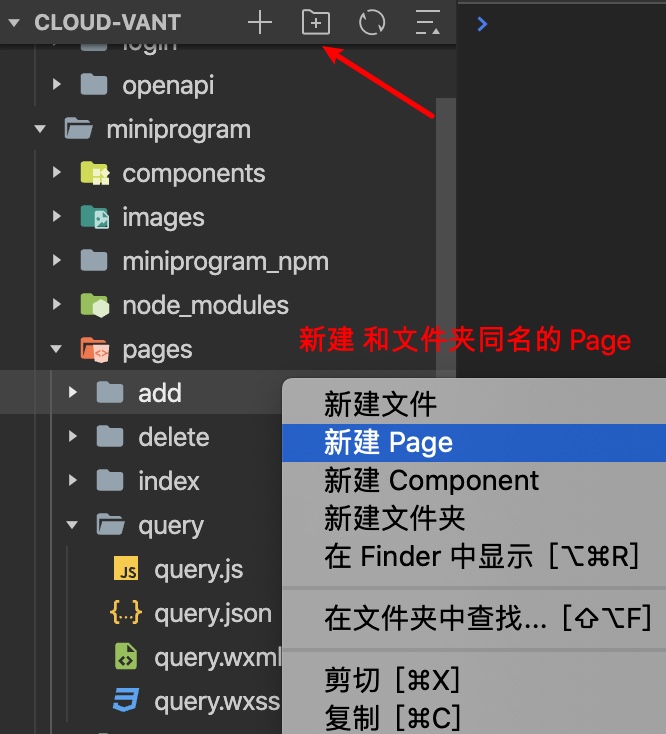 CLOUD-VANT
login
openapi
miniprogram
components
images
miniprogram_npm
node_modules
pages
新建 和文件夹同名的 Page
add
delete
index
query
JS query.js
{..} query.json
query.wxml
query.wxss
新建文件
新建 Page
新建 Component
新建文件夹
在 Finder 中显示 [⌥⌘R]
在文件夹中查找... [⇧⌥F]
剪切 [⌘X]
复制 [⌘C]